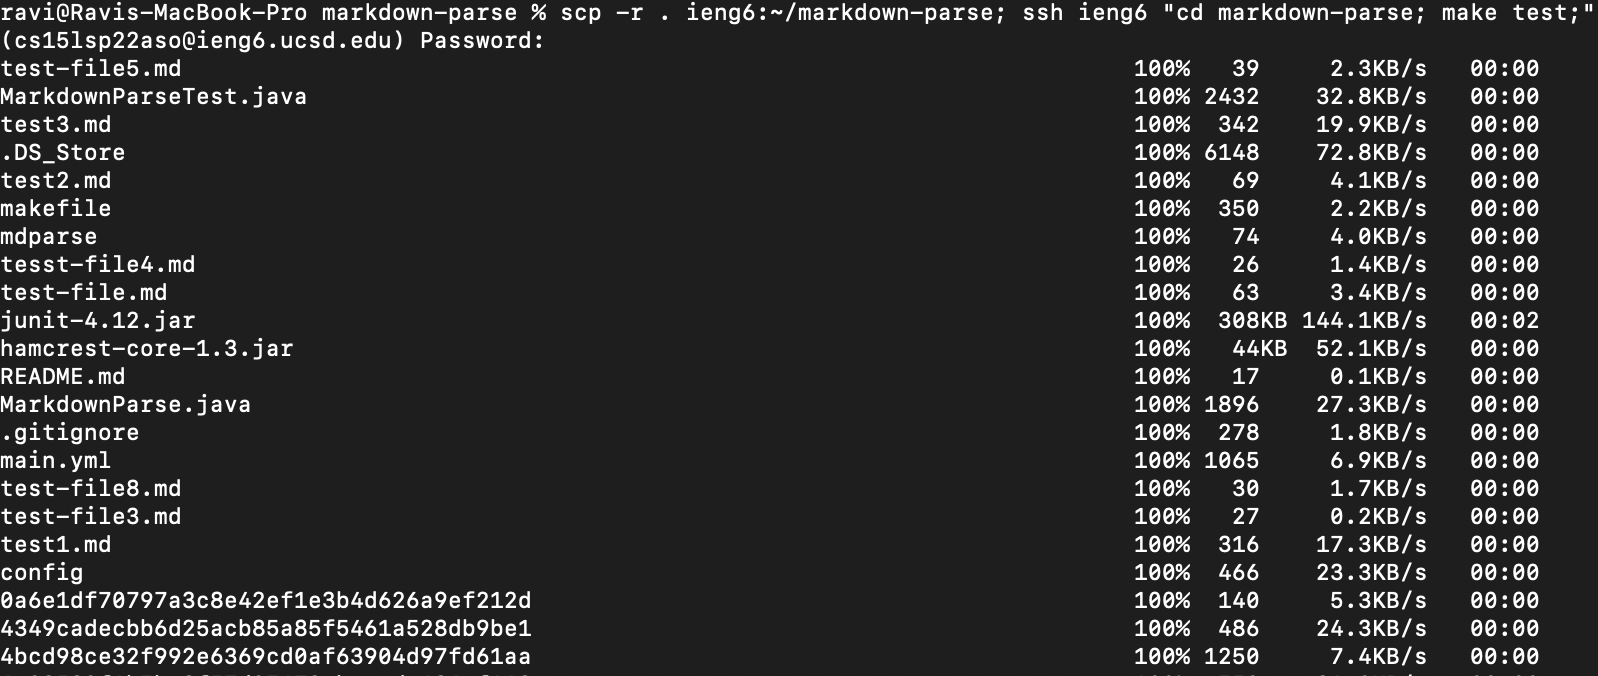 ravi@Ravis-MacBook-Pro markdown-parse % scp -r . ieng6:~/markdown-parse; ssh ieng6 "cd markdown-parse; make test;"
(cs15lsp22aso@ieng6.ucsd.edu) Password:
test-file5.md 100% 39 2.3KB/s 00:00
MarkdownParseTest.java 100% 2432 32.8KB/s 00:00
test3.md 100% 342 19.9KB/s 00:00
.DS_Store 100% 6148 72.8KB/s 00:00
test2.md 100% 69 4.1KB/s 00:00
makefile 100% 350 2.2KB/s 00:00
mdparse 100% 74 4.0KB/s 00:00
tesst-file4.md 100% 26 1.4KB/s 00:00
test-file.md 100% 63 3.4KB/s 00:00
junit-4.12.jar 100% 308KB 144.1KB/s 00:02
hamcrest-core-1.3.jar 100% 44KB 52.1KB/s 00:00
README.md 100% 17 0.1KB/s 00:00
MarkdownParse.java 100% 1896 27.3KB/s 00:00
.gitignore 100% 278 1.8KB/s 00:00
main.yml 100% 1065 6.9KB/s 00:00
test-file8.md 100% 30 1.7KB/s 00:00
test-file3.md 100% 27 0.2KB/s 00:00
test1.md 100% 316 17.3KB/s 00:00
config 100% 466 23.3KB/s 00:00
0a6e1df70797a3c8e42ef1e3b4d626a9ef212d 100% 140 5.3KB/s 00:00
4349cadecbb6d25acb85a85f5461a528db9be1 100% 486 24.3KB/s 00:00
4bcd98ce32f992e6369cd0af63904d97fd61aa 100% 1250 7.4KB/s 00:00